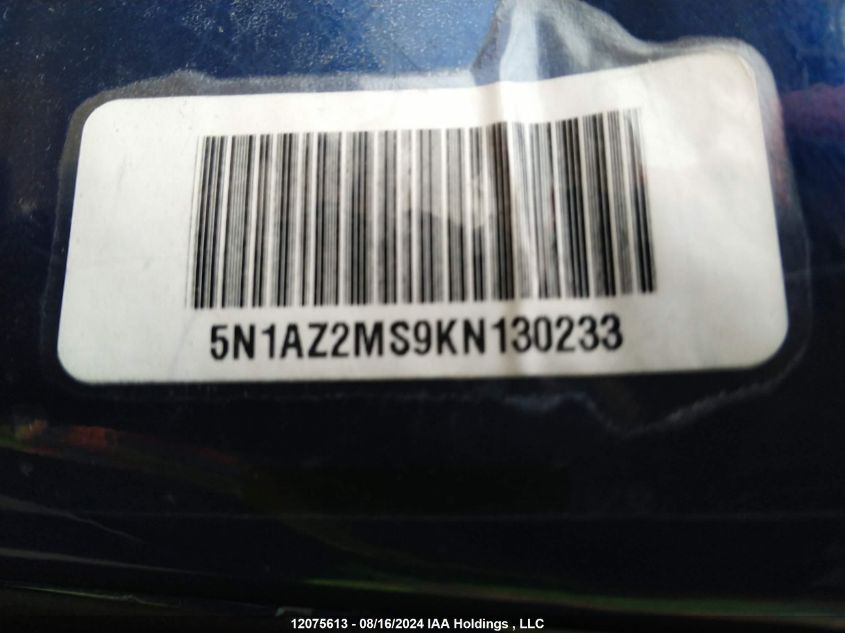 5N1AZ2MS9KN130233
12075613 - 08/16/2024 IAA Holdings , LLC